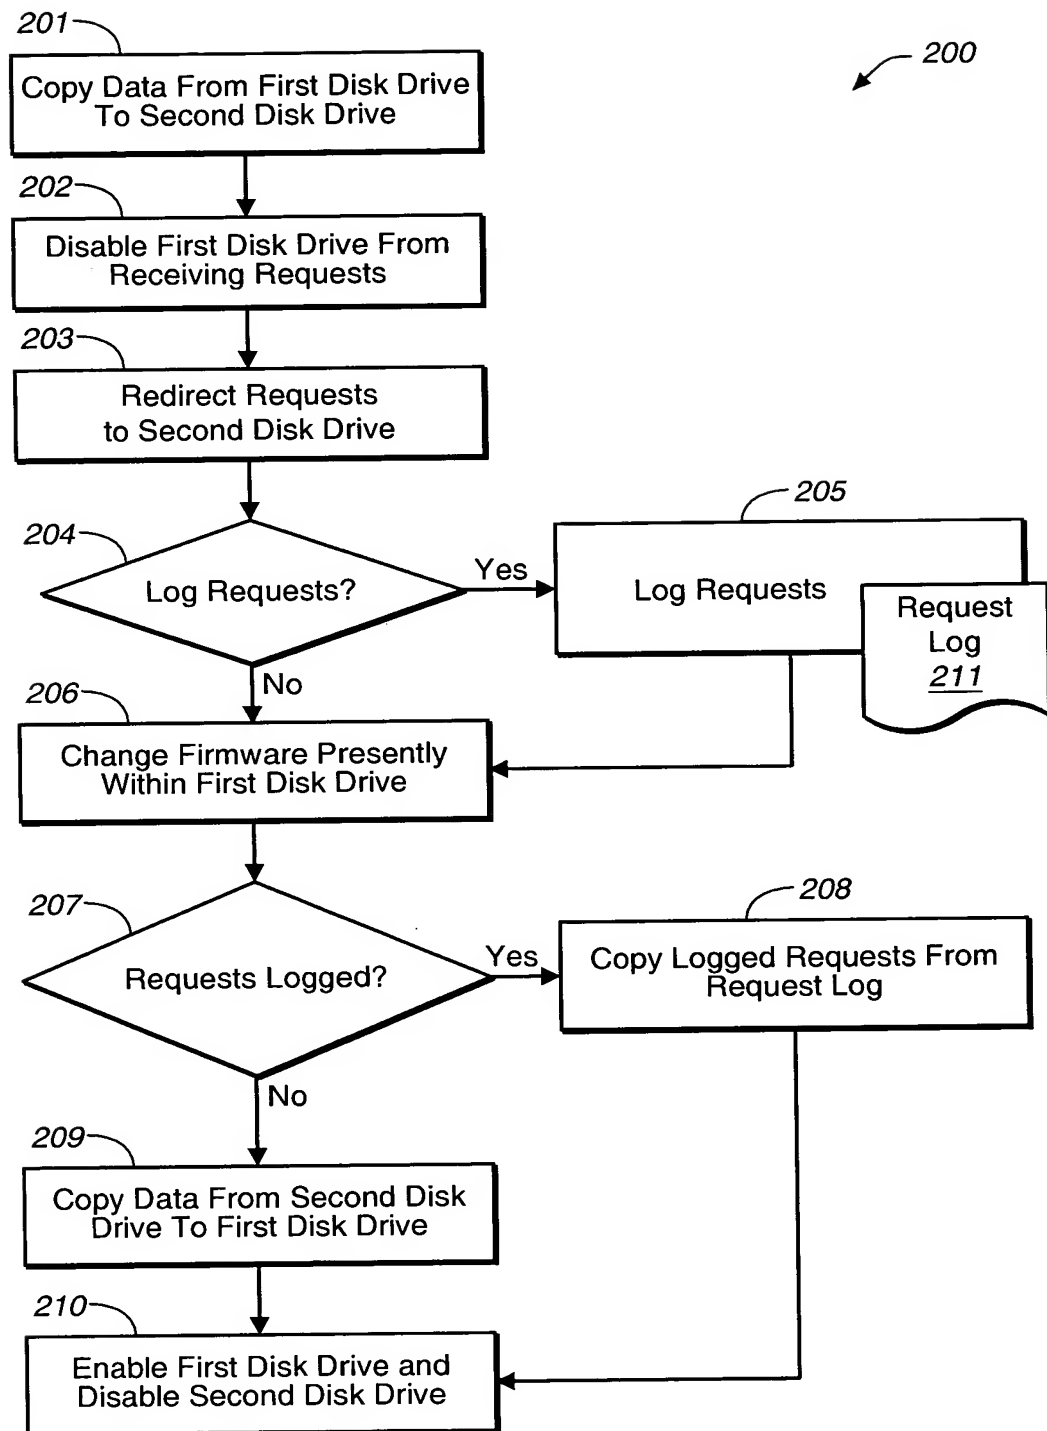 201
200
Copy Data From First Disk Drive
To Second Disk Drive
202
Disable First Disk Drive From
Receiving Requests
203
Redirect Requests
to Second Disk Drive
204
Log Requests?
Yes
205
Log Requests
Request
Log
211
No
206
Change Firmware Presently
Within First Disk Drive
207
Requests Logged?
Yes
208
Copy Logged Requests From
Request Log
No
209
Copy Data From Second Disk
Drive To First Disk Drive
210
Enable First Disk Drive and
Disable Second Disk Drive